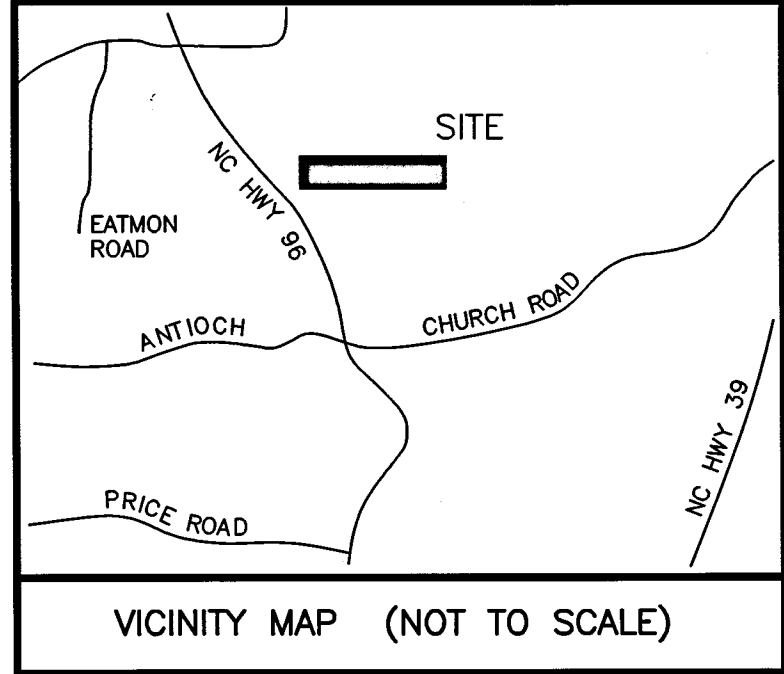 SITE
NC HWY 96
EATMON
ROAD
ANTIOCH CHURCH ROAD
NC HWY 39
PRICE ROAD
VICINITY MAP (NOT TO SCALE)